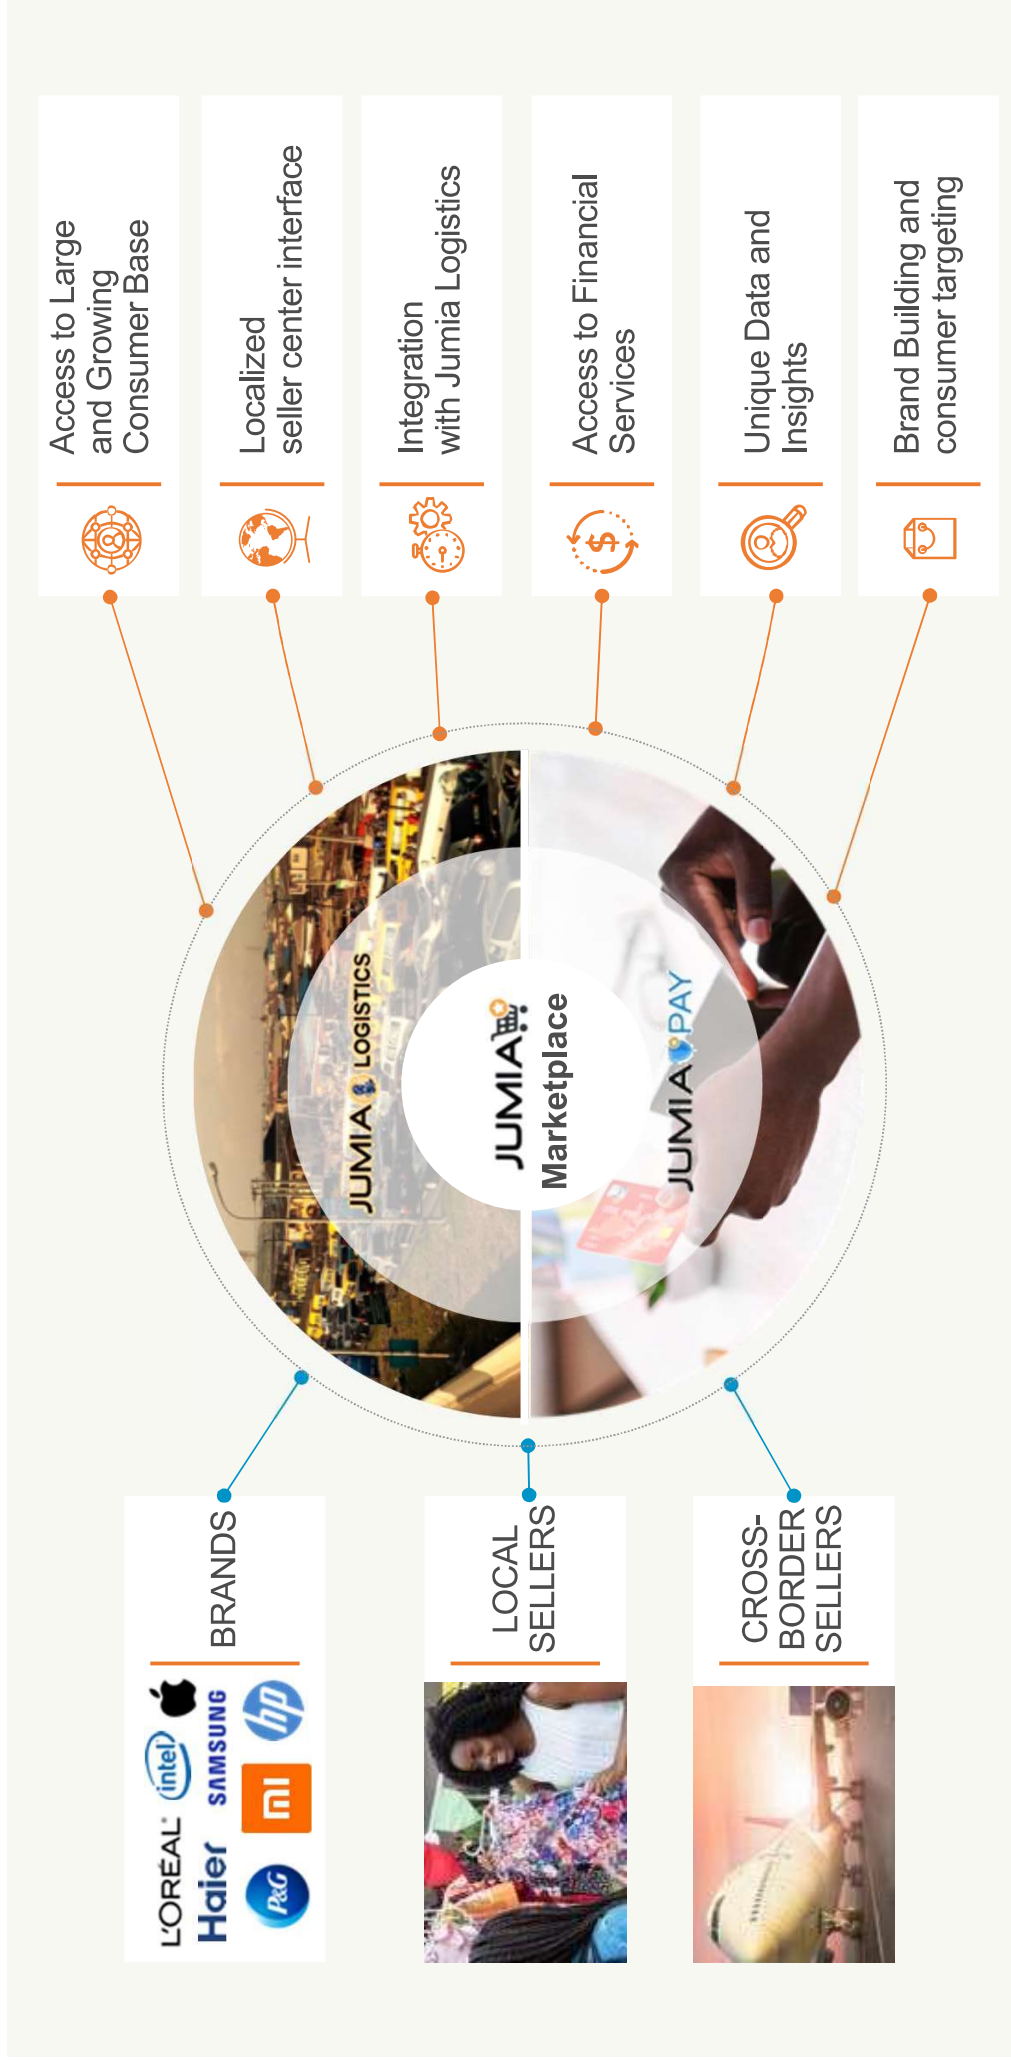 L'ORÉAL
intel
Haier
SAMSUNG
P&G
mi
hp
BRANDS
LOCAL
SELLERS
CROSS-
BORDER
SELLERS
JUMIA LOGISTICS
JUMIA
Marketplace
JUMIA PAY
Access to Large
and Growing
Consumer Base
Localized
seller center interface
Integration
with Jumia Logistics
$
Access to Financial
Services
Unique Data and
Insights
Brand Building and
consumer targeting